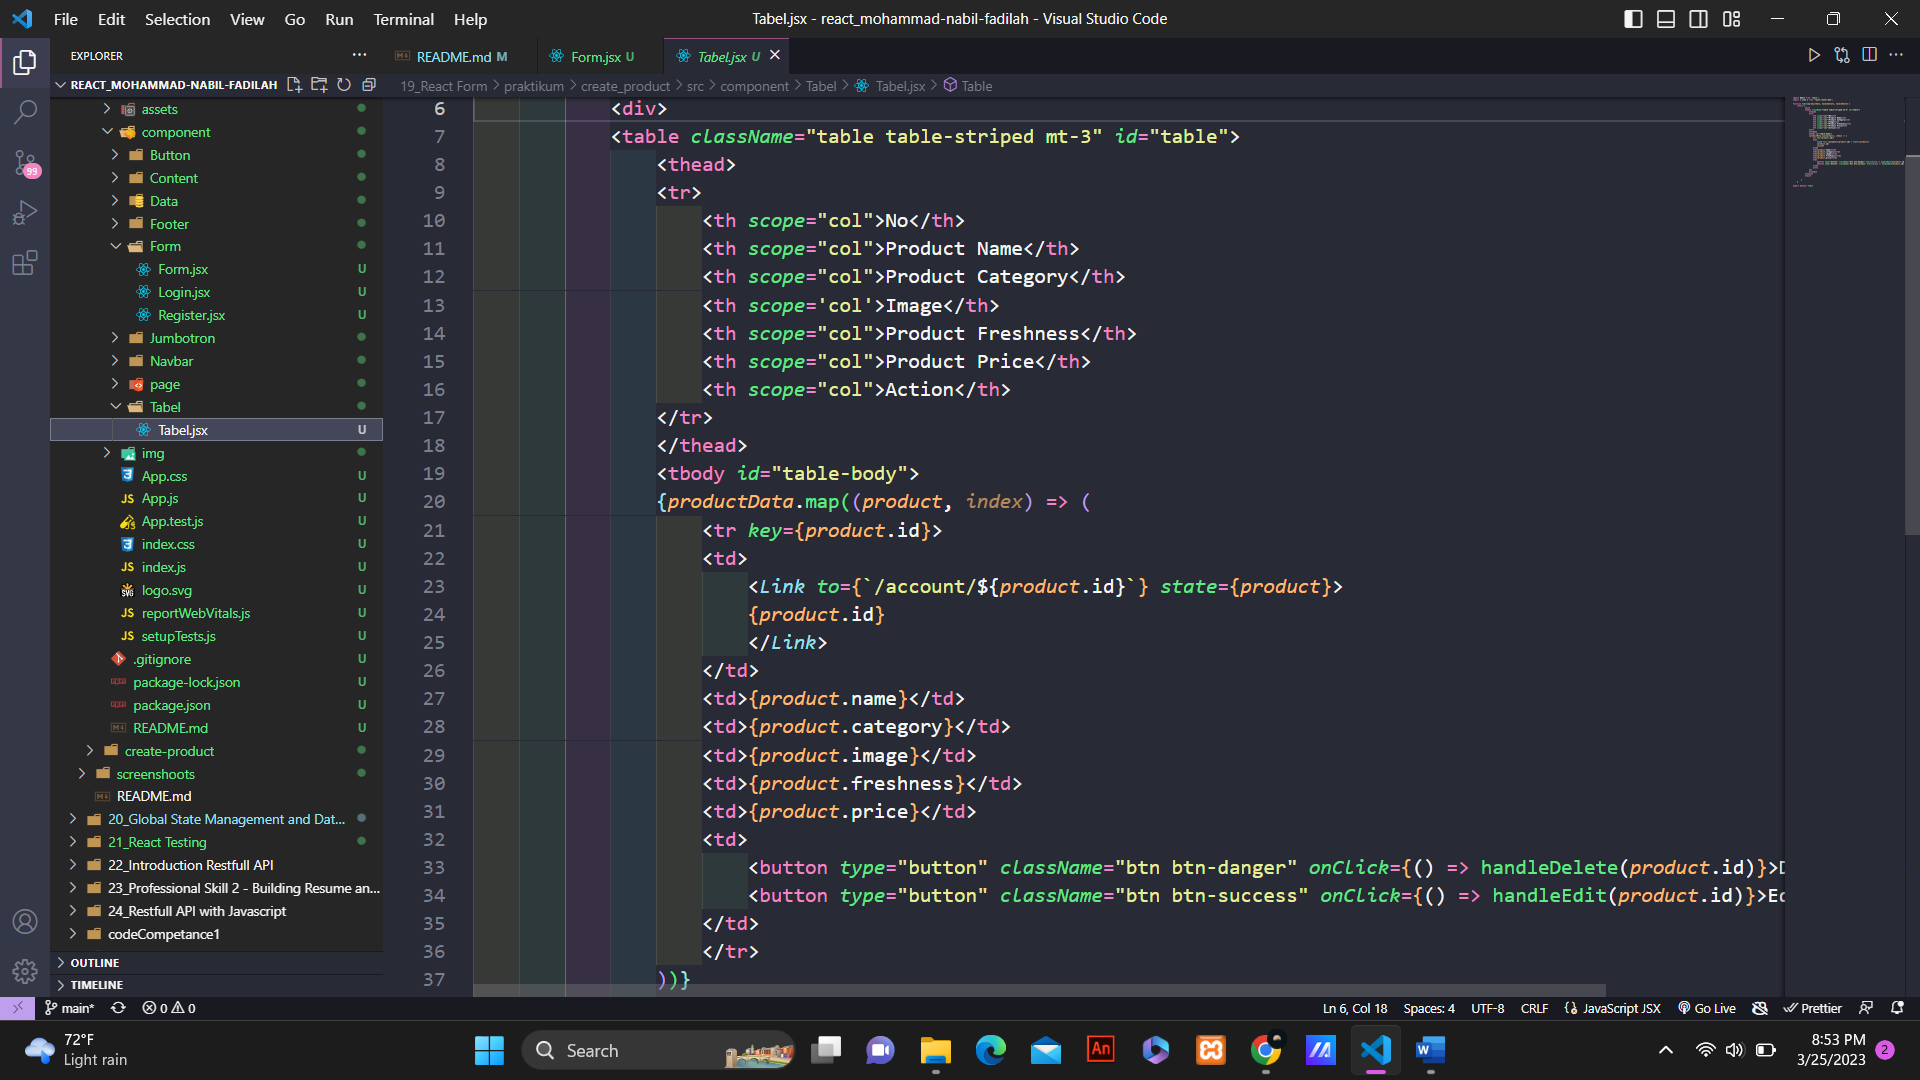 File Edit Selection View Go Run Terminal Help
Tabel.jsx - react_mohammad-nabil-fadilah - Visual Studio Code
EXPLORER
README.md M
Form.jsx U
Tabel.jsx U
REACT_MOHAMMAD-NABIL-FADILAH
19_React Form > praktikum > create_product > src > component > Tabel > Tabel.jsx > Table
assets
component
Button
Content
Data
Footer
Form
Form.jsx U
Login.jsx U
Register.jsx U
Jumbotron
Navbar
page
Tabel
Tabel.jsx U
img
App.css U
JS App.js U
App.test.js U
index.css U
JS index.js U
logo.svg U
JS reportWebVitals.js U
JS setupTests.js U
.gitignore U
package-lock.json U
package.json U
README.md U
create-product
screenshoots
README.md
20_Global State Management and Dat...
21_React Testing
22_Introduction Restfull API
23_Professional Skill 2 - Building Resume an...
24_Restfull API with Javascript
codeCompetance1
OUTLINE
TIMELINE
99
6 <div>
7 <table className="table table-striped mt-3" id="table">
8 <thead>
9 <tr>
10 <th scope="col">No</th>
11 <th scope="col">Product Name</th>
12 <th scope="col">Product Category</th>
13 <th scope='col'>Image</th>
14 <th scope="col">Product Freshness</th>
15 <th scope="col">Product Price</th>
16 <th scope="col">Action</th>
17 </tr>
18 </thead>
19 <tbody id="table-body">
20 {productData.map((product, index) => (
21 <tr key={product.id}>
22 <td>
23 <Link to={`/account/${product.id}`} state={product}>
24 {product.id}
25 </Link>
26 </td>
27 <td>{product.name}</td>
28 <td>{product.category}</td>
29 <td>{product.image}</td>
30 <td>{product.freshness}</td>
31 <td>{product.price}</td>
32 <td>
33 <button type="button" className="btn btn-danger" onClick={() => handleDelete(product.id)}>D
34 <button type="button" className="btn btn-success" onClick={() => handleEdit(product.id)}>Ed
35 </td>
36 </tr>
37 ))}
main* 0 0
Ln 6, Col 18 Spaces: 4 UTF-8 CRLF JavaScript JSX Go Live Prettier
72°F
Light rain
Search
An
8:53 PM
3/25/2023
2